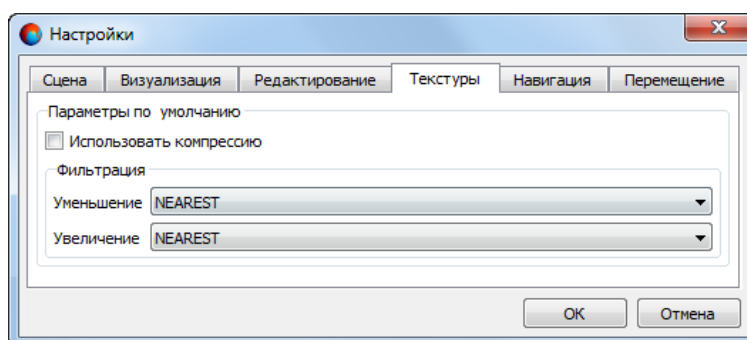 Настройки
Сцена Визуализация Редактирование Текстуры Навигация Перемещение
Параметры по умолчанию
Использовать компрессию
Фильтрация
Уменьшение NEAREST
Увеличение NEAREST
OK Отмена